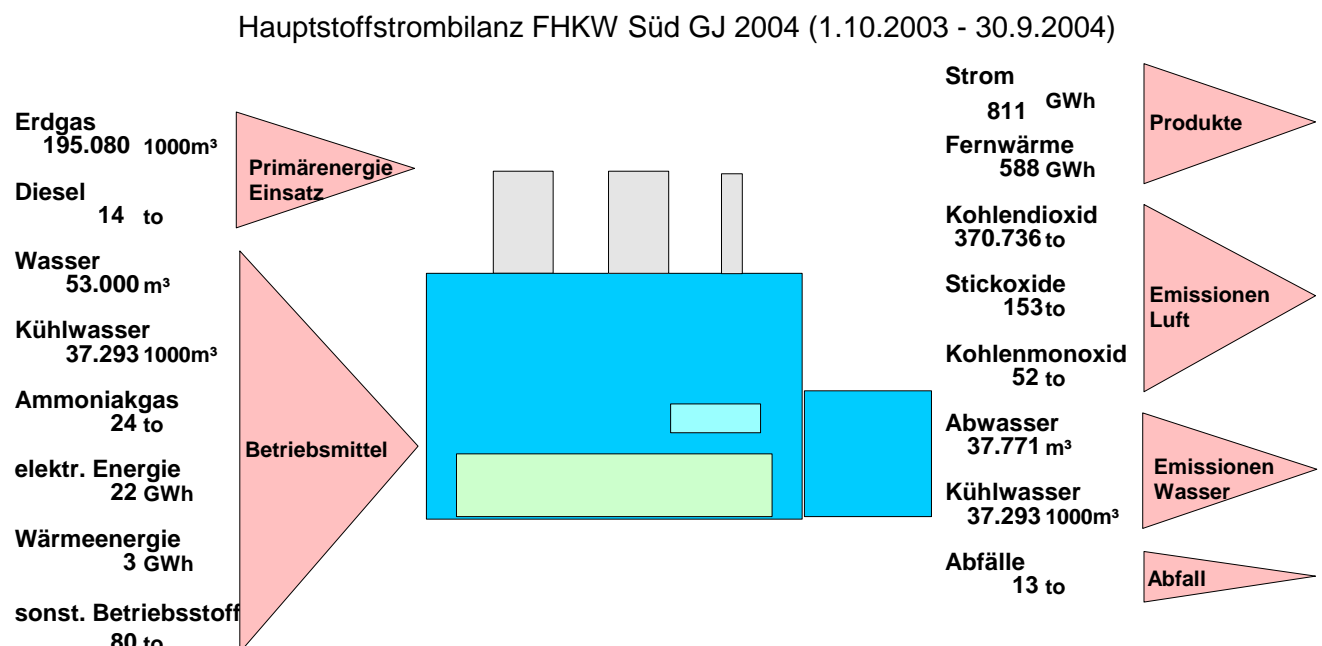 Hauptstoffstrombilanz FHKW Süd GJ 2004 (1.10.2003 - 30.9.2004)
Erdgas
195.080 1000m³
Diesel
14 to
Primärenergie
Einsatz
Wasser
53.000 m³
Kühlwasser
37.293 1000m³
Ammoniakgas
24 to
elektr. Energie
22 GWh
Wärmeenergie
3 GWh
sonst. Betriebsstoff
80 to
Betriebsmittel
Strom
811 GWh
Fernwärme
588 GWh
Produkte
Kohlendioxid
370.736 to
Stickoxide
153 to
Kohlenmonoxid
52 to
Emissionen
Luft
Abwasser
37.771 m³
Kühlwasser
37.293 1000m³
Emissionen
Wasser
Abfälle
13 to
Abfall